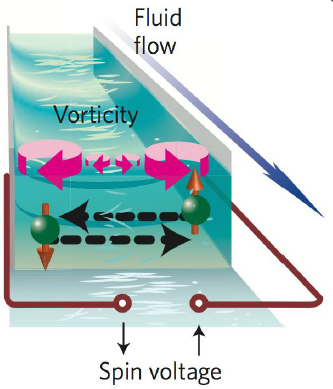 Fluid
flow
Vorticity
Spin voltage